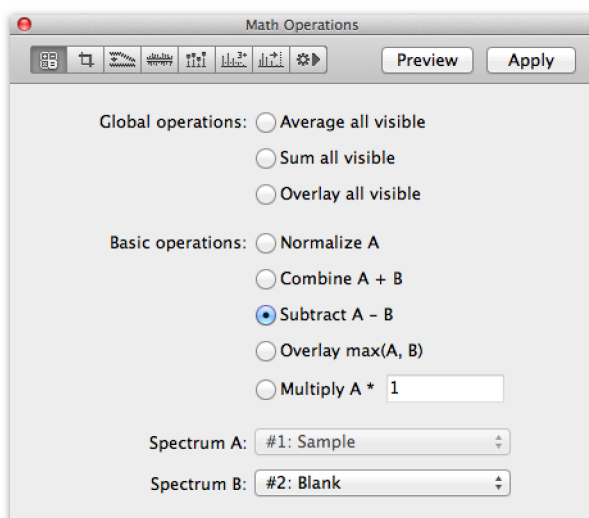 Math Operations
Preview Apply
Global operations: Average all visible
Sum all visible
Overlay all visible
Basic operations: Normalize A
Combine A + B
Subtract A – B
Overlay max(A, B)
Multiply A * 1
Spectrum A: #1: Sample
Spectrum B: #2: Blank